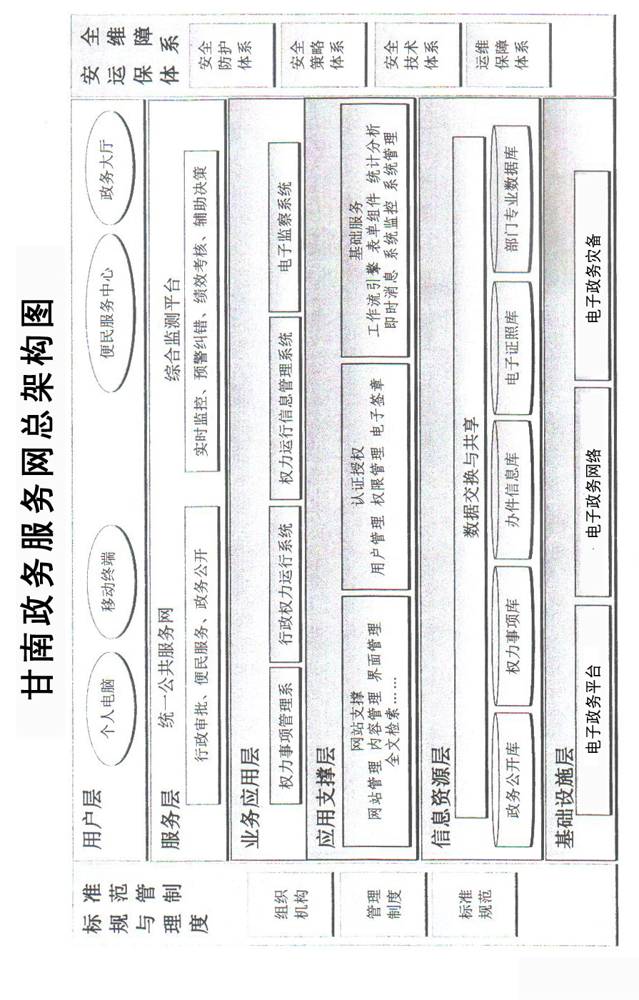 甘南政务服务网总架构图
标准
规范
与管
理制
度
组织
机构
管理
制度
标准
规范
用户层
个人电脑
移动终端
便民服务中心
政务大厅
服务层
统一公共服务网
行政审批、便民服务、政务公开
综合监测平台
实时监控、预警纠错、绩效考核、辅助决策
业务应用层
权力事项管理系
行政权力运行系统
权力运行信息管理系统
电子监察系统
应用支撑层
网站支撑
网站管理 内容管理 界面管理
全文检索……
认证授权
用户管理 权限管理 电子签章
基础服务
工作流引擎 表单组件 统计分析
即时消息 系统监控 系统管理
信息资源层
数据交换与共享
政务公开库
权力事项库
办件信息库
电子证照库
部门专业数据库
基础设施层
电子政务平台
电子政务网络
电子政务灾备
安全
运维
保障
体系
安全
防护
体系
安全
策略
体系
安全
技术
体系
运维
保障
体系